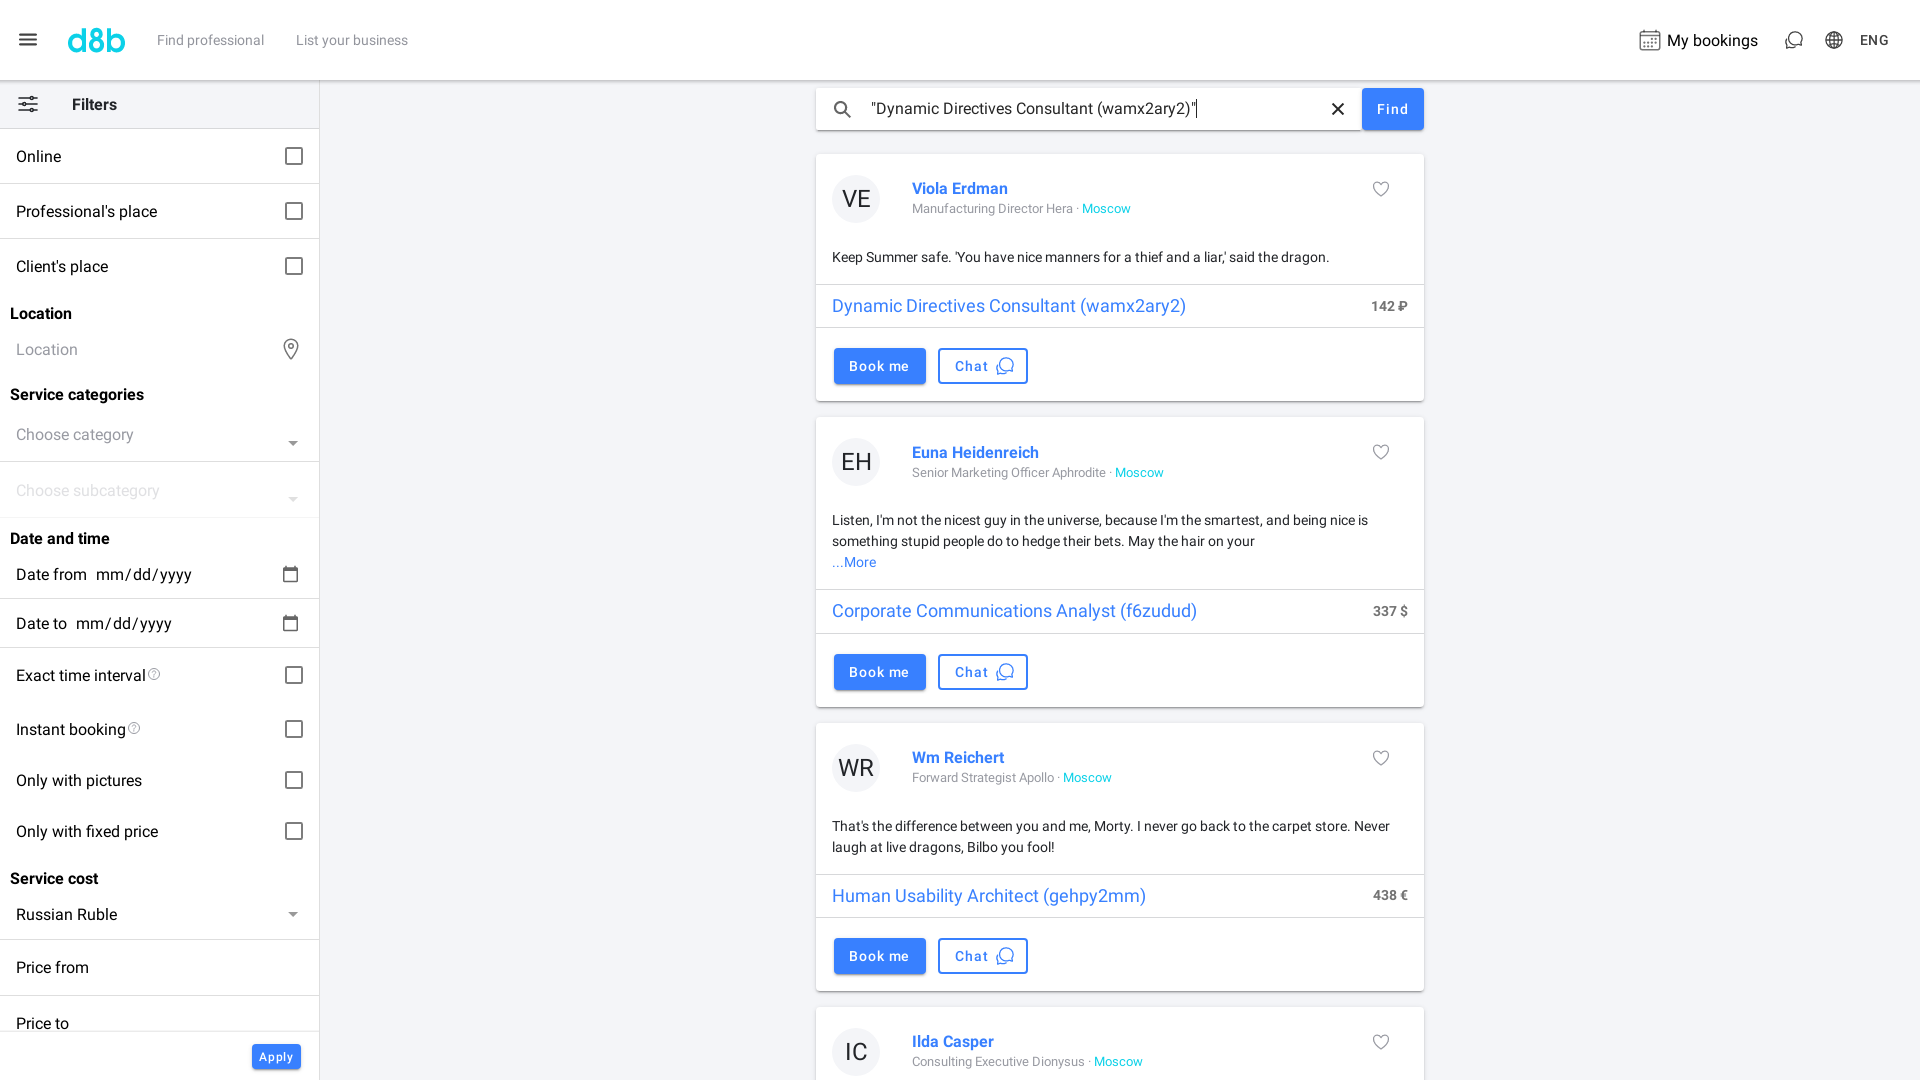 d8b
Find professional
List your business
My bookings
ENG
Filters
Online
Professional's place
Client's place
Location
Location
Service categories
Choose category
Choose subcategory
Date and time
Date from mm/dd/yyyy
Date to mm/dd/yyyy
Exact time interval
Instant booking
Only with pictures
Only with fixed price
Service cost
Russian Ruble
Price from
Price to
Apply
"Dynamic Directives Consultant (wamx2ary2)"
Find
VE
Viola Erdman
Manufacturing Director Hera · Moscow
Keep Summer safe. 'You have nice manners for a thief and a liar,' said the dragon.
Dynamic Directives Consultant (wamx2ary2)
142 ₽
Book me
Chat
EH
Euna Heidenreich
Senior Marketing Officer Aphrodite · Moscow
Listen, I'm not the nicest guy in the universe, because I'm the smartest, and being nice is
something stupid people do to hedge their bets. May the hair on your
...More
Corporate Communications Analyst (f6zudud)
337 $
Book me
Chat
WR
Wm Reichert
Forward Strategist Apollo · Moscow
That's the difference between you and me, Morty. I never go back to the carpet store. Never
laugh at live dragons, Bilbo you fool!
Human Usability Architect (gehpy2mm)
438 €
Book me
Chat
IC
Ilda Casper
Consulting Executive Dionysus · Moscow